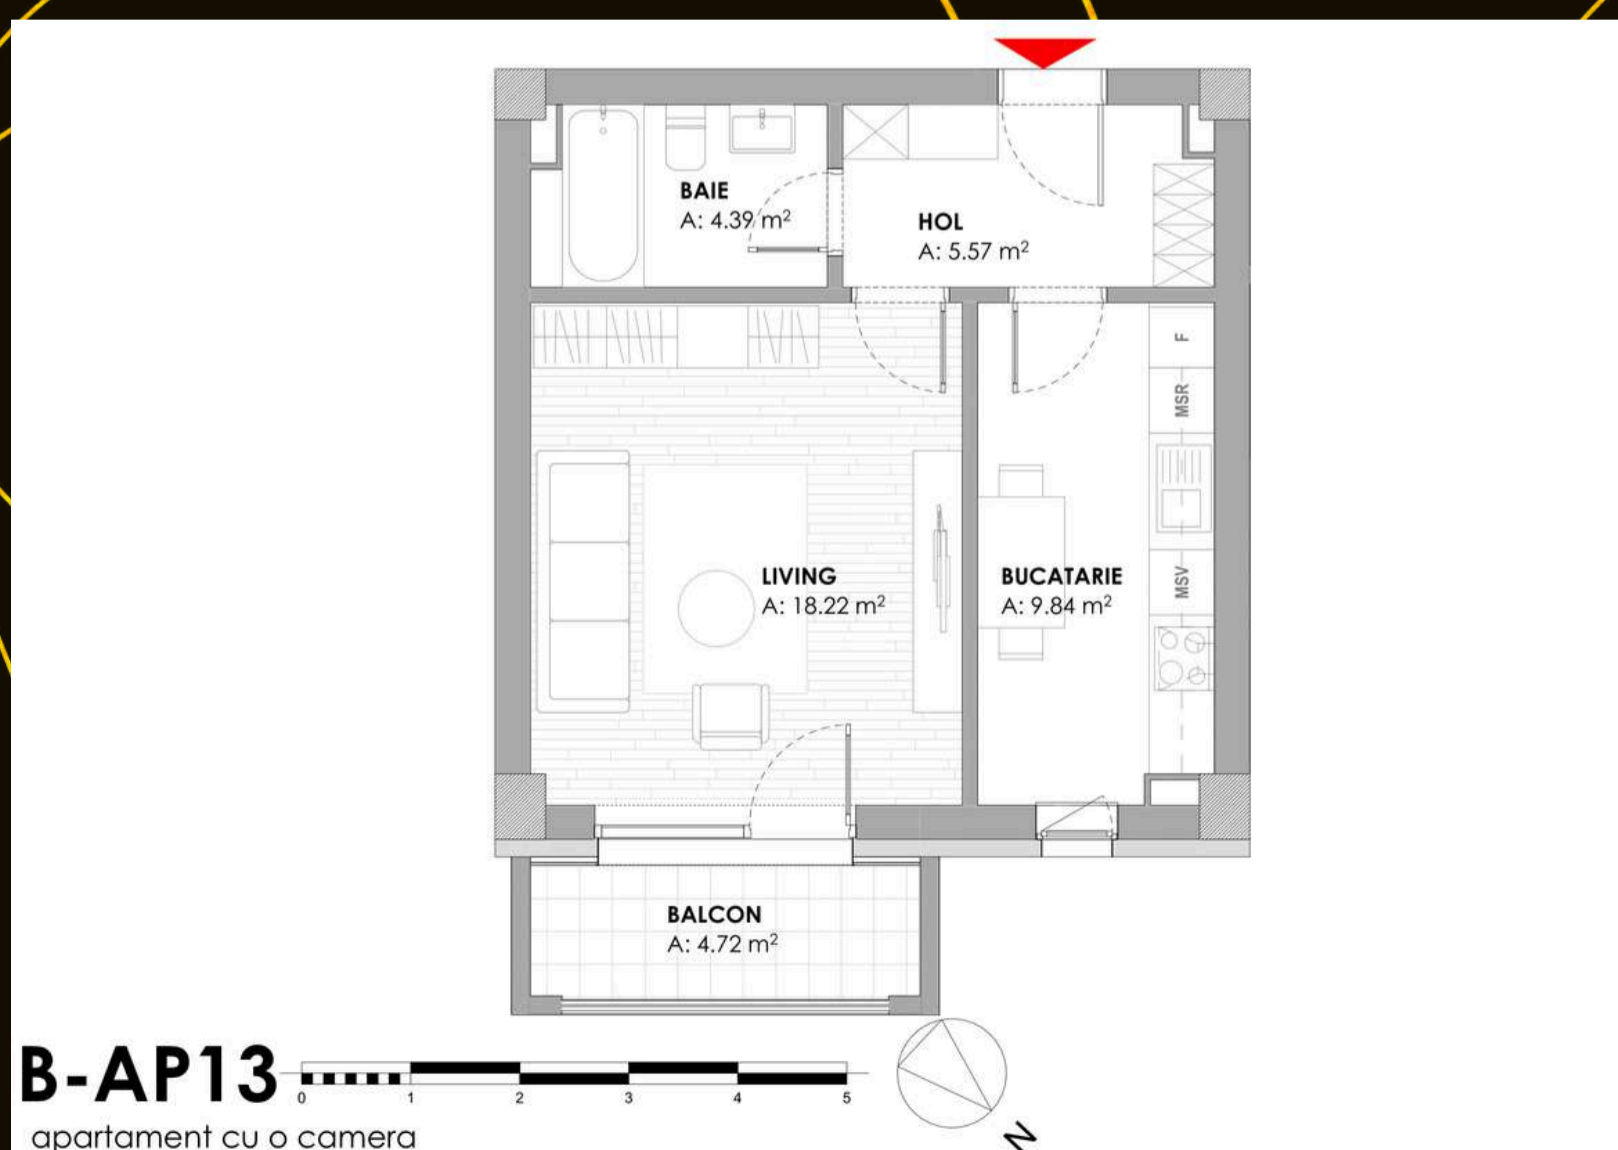 BAIE
A: 4.39 m²
HOL
A: 5.57 m²
F
MSR
LIVING
A: 18.22 m²
BUCATARIE
A: 9.84 m²
MSV
BALCON
A: 4.72 m²
B-AP13
0 1 2 3 4 5
N
apartament cu o camera